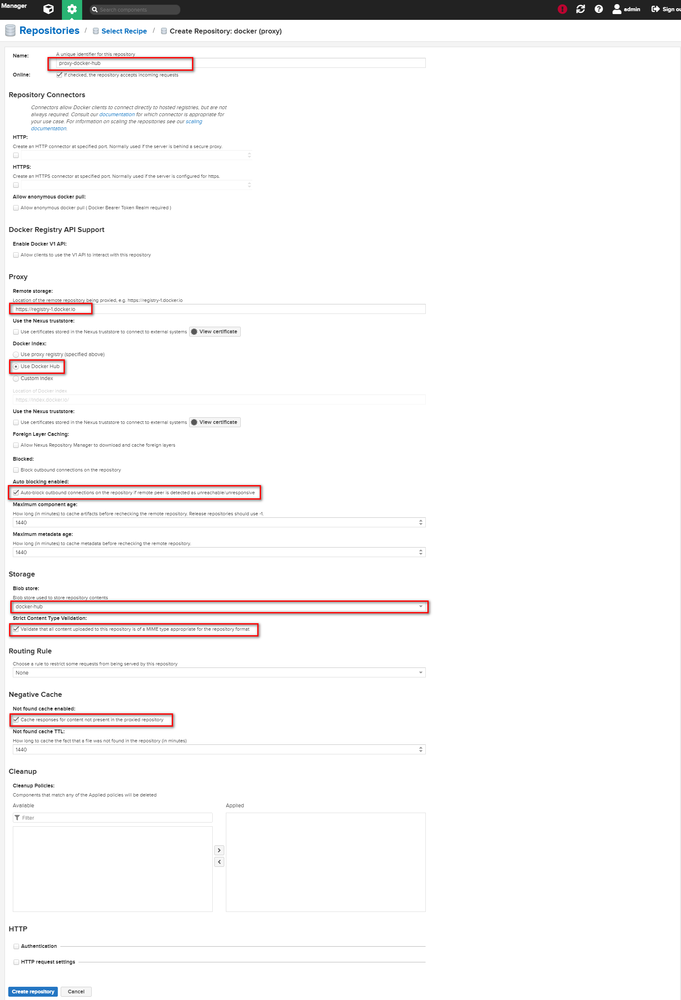 Manager
Search components
admin
Sign ou
Repositories / Select Recipe / Create Repository: docker (proxy)
Name:
A unique identifier for this repository
proxy-docker-hub
Online:
If checked, the repository accepts incoming requests
Repository Connectors
Connectors allow Docker clients to connect directly to hosted registries, but are not
always required. Consult our documentation for which connector is appropriate for
your use case. For information on scaling the repositories see our scaling
documentation.
HTTP:
Create an HTTP connector at specified port. Normally used if the server is behind a secure proxy.
HTTPS:
Create an HTTPS connector at specified port. Normally used if the server is configured for https.
Allow anonymous docker pull:
Allow anonymous docker pull ( Docker Bearer Token Realm required )
Docker Registry API Support
Enable Docker V1 API:
Allow clients to use the V1 API to interact with this repository
Proxy
Remote storage:
Location of the remote repository being proxied, e.g. https://registry-1.docker.io
https://registry-1.docker.io
Use the Nexus truststore:
Use certificates stored in the Nexus truststore to connect to external systems
View certificate
Docker Index:
Use proxy registry (specified above)
Use Docker Hub
Custom Index
Location of Docker index
https://index.docker.io/
Use the Nexus truststore:
Use certificates stored in the Nexus truststore to connect to external systems
View certificate
Foreign Layer Caching:
Allow Nexus Repository Manager to download and cache foreign layers
Blocked:
Block outbound connections on the repository
Auto blocking enabled:
Auto-block outbound connections on the repository if remote peer is detected as unreachable/unresponsive
Maximum component age:
How long (in minutes) to cache artifacts before rechecking the remote repository. Release repositories should use -1.
1440
Maximum metadata age:
How long (in minutes) to cache metadata before rechecking the remote repository.
1440
Storage
Blob store:
Blob store used to store repository contents
docker-hub
Strict Content Type Validation:
Validate that all content uploaded to this repository is of a MIME type appropriate for the repository format
Routing Rule
Choose a rule to restrict some requests from being served by this repository
None
Negative Cache
Not found cache enabled:
Cache responses for content not present in the proxied repository
Not found cache TTL:
How long to cache the fact that a file was not found in the repository (in minutes)
1440
Cleanup
Cleanup Policies:
Components that match any of the Applied policies will be deleted
Available
Applied
Filter
HTTP
Authentication
HTTP request settings
Create repository
Cancel